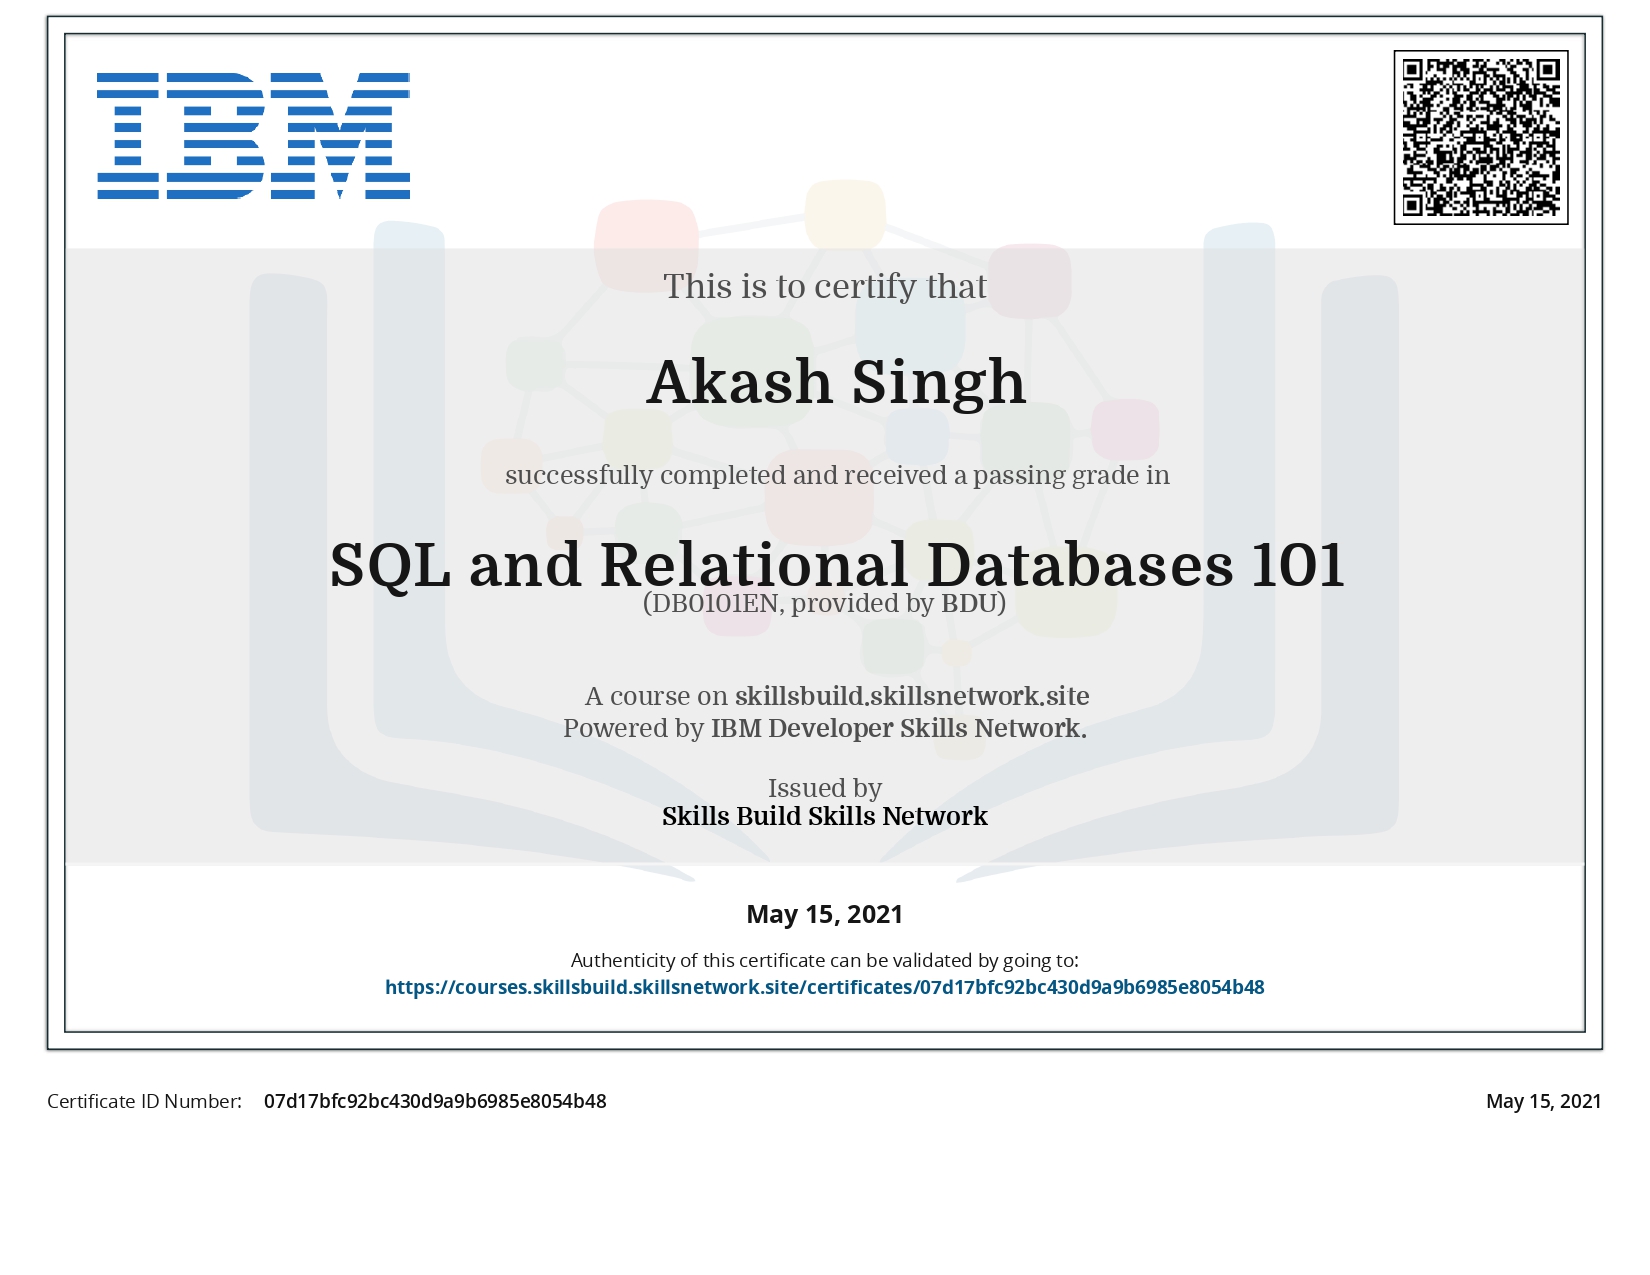 IBM
This is to certify that
Akash Singh
successfully completed and received a passing grade in
SQL and Relational Databases 101
(DB0101EN, provided by BDU)
A course on skillsbuild.skillsnetwork.site
Powered by IBM Developer Skills Network.
Issued by
Skills Build Skills Network
May 15, 2021
Authenticity of this certificate can be validated by going to:
https://courses.skillsbuild.skillsnetwork.site/certificates/07d17bfc92bc430d9a9b6985e8054b48
Certificate ID Number: 07d17bfc92bc430d9a9b6985e8054b48
May 15, 2021